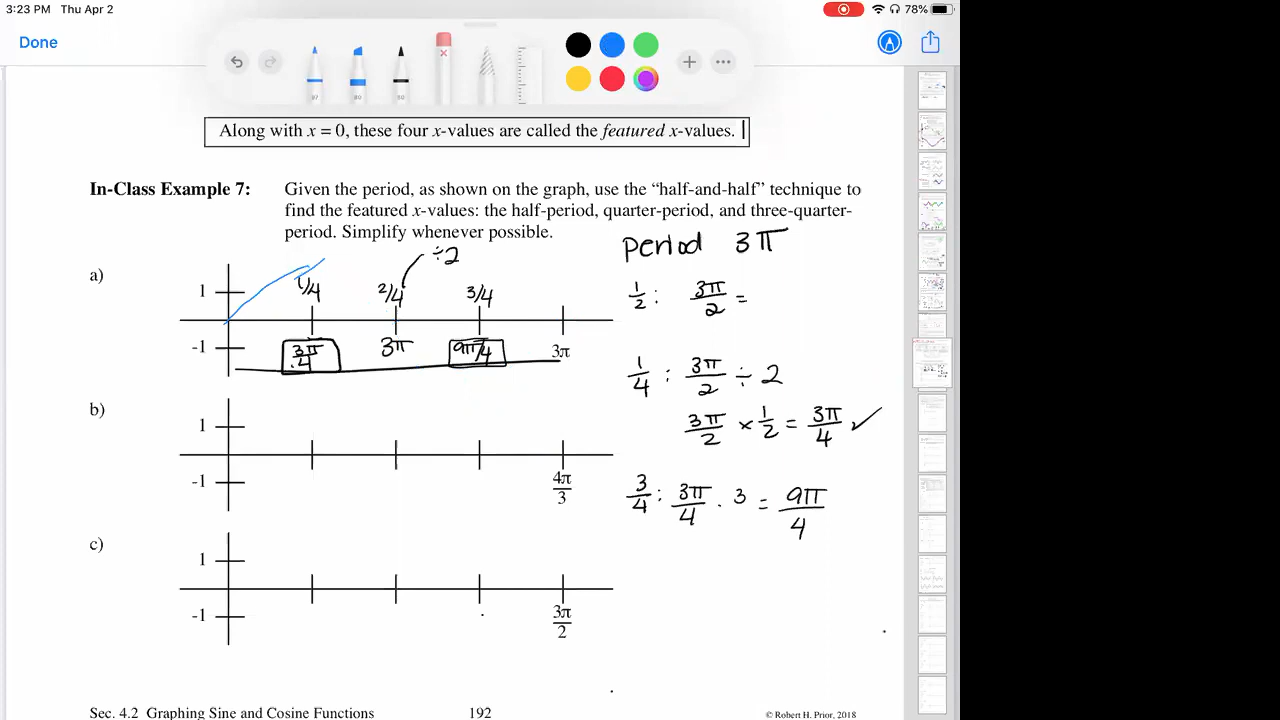 3:23 PM Thu Apr 2
78%
Done
97 80 50
Along with x = 0, these four x-values are called the featured x-values.
In-Class Example 7: Given the period, as shown on the graph, use the “half-and-half” technique to
find the featured x-values: the half-period, quarter-period, and three-quarter-
period. Simplify whenever possible.
Period 3π
÷2
a)
1
1/4 2/4 3/4
-1
3π/4 3π 9π/4 3π
1/2 : 3π/2 =
1/4 : 3π/2 ÷ 2
3π/2 × 1/2 = 3π/4 ✓
3/4 : 3π/4 · 3 = 9π/4
b)
1
-1
4π/3
c)
1
-1
3π/2
Sec. 4.2 Graphing Sine and Cosine Functions 192 © Robert H. Prior, 2018